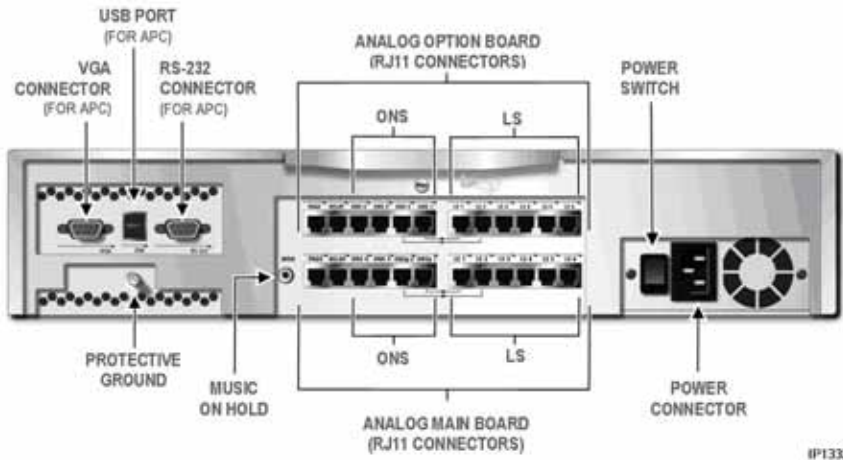 USB PORT
(FOR APC)
VGA
CONNECTOR
(FOR APC)
RS-232
CONNECTOR
(FOR APC)
ANALOG OPTION BOARD
(RJ11 CONNECTORS)
POWER
SWITCH
ONS
LS
PROTECTIVE
GROUND
MUSIC
ON HOLD
ONS
LS
ANALOG MAIN BOARD
(RJ11 CONNECTORS)
POWER
CONNECTOR
IP133